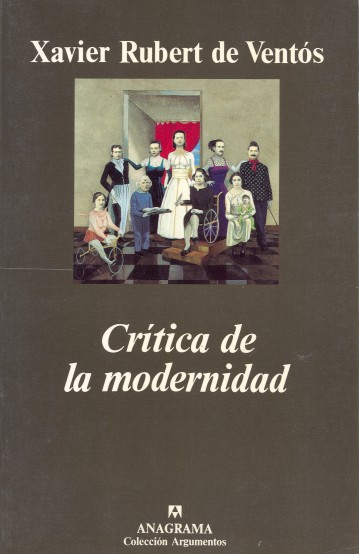 Xavier Rubert de Ventós
Crítica de
la modernidad
ANAGRAMA
Colección Argumentos